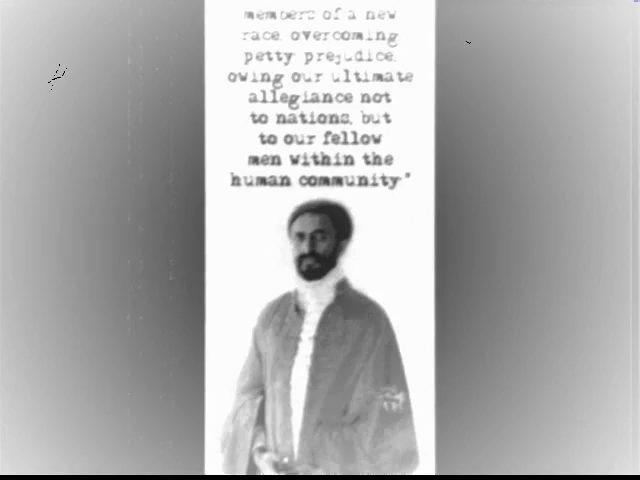 members of a new
race, overcoming
petty prejudice,
owing our ultimate
allegiance not
to nations, but
to our fellow
men within the
human community"